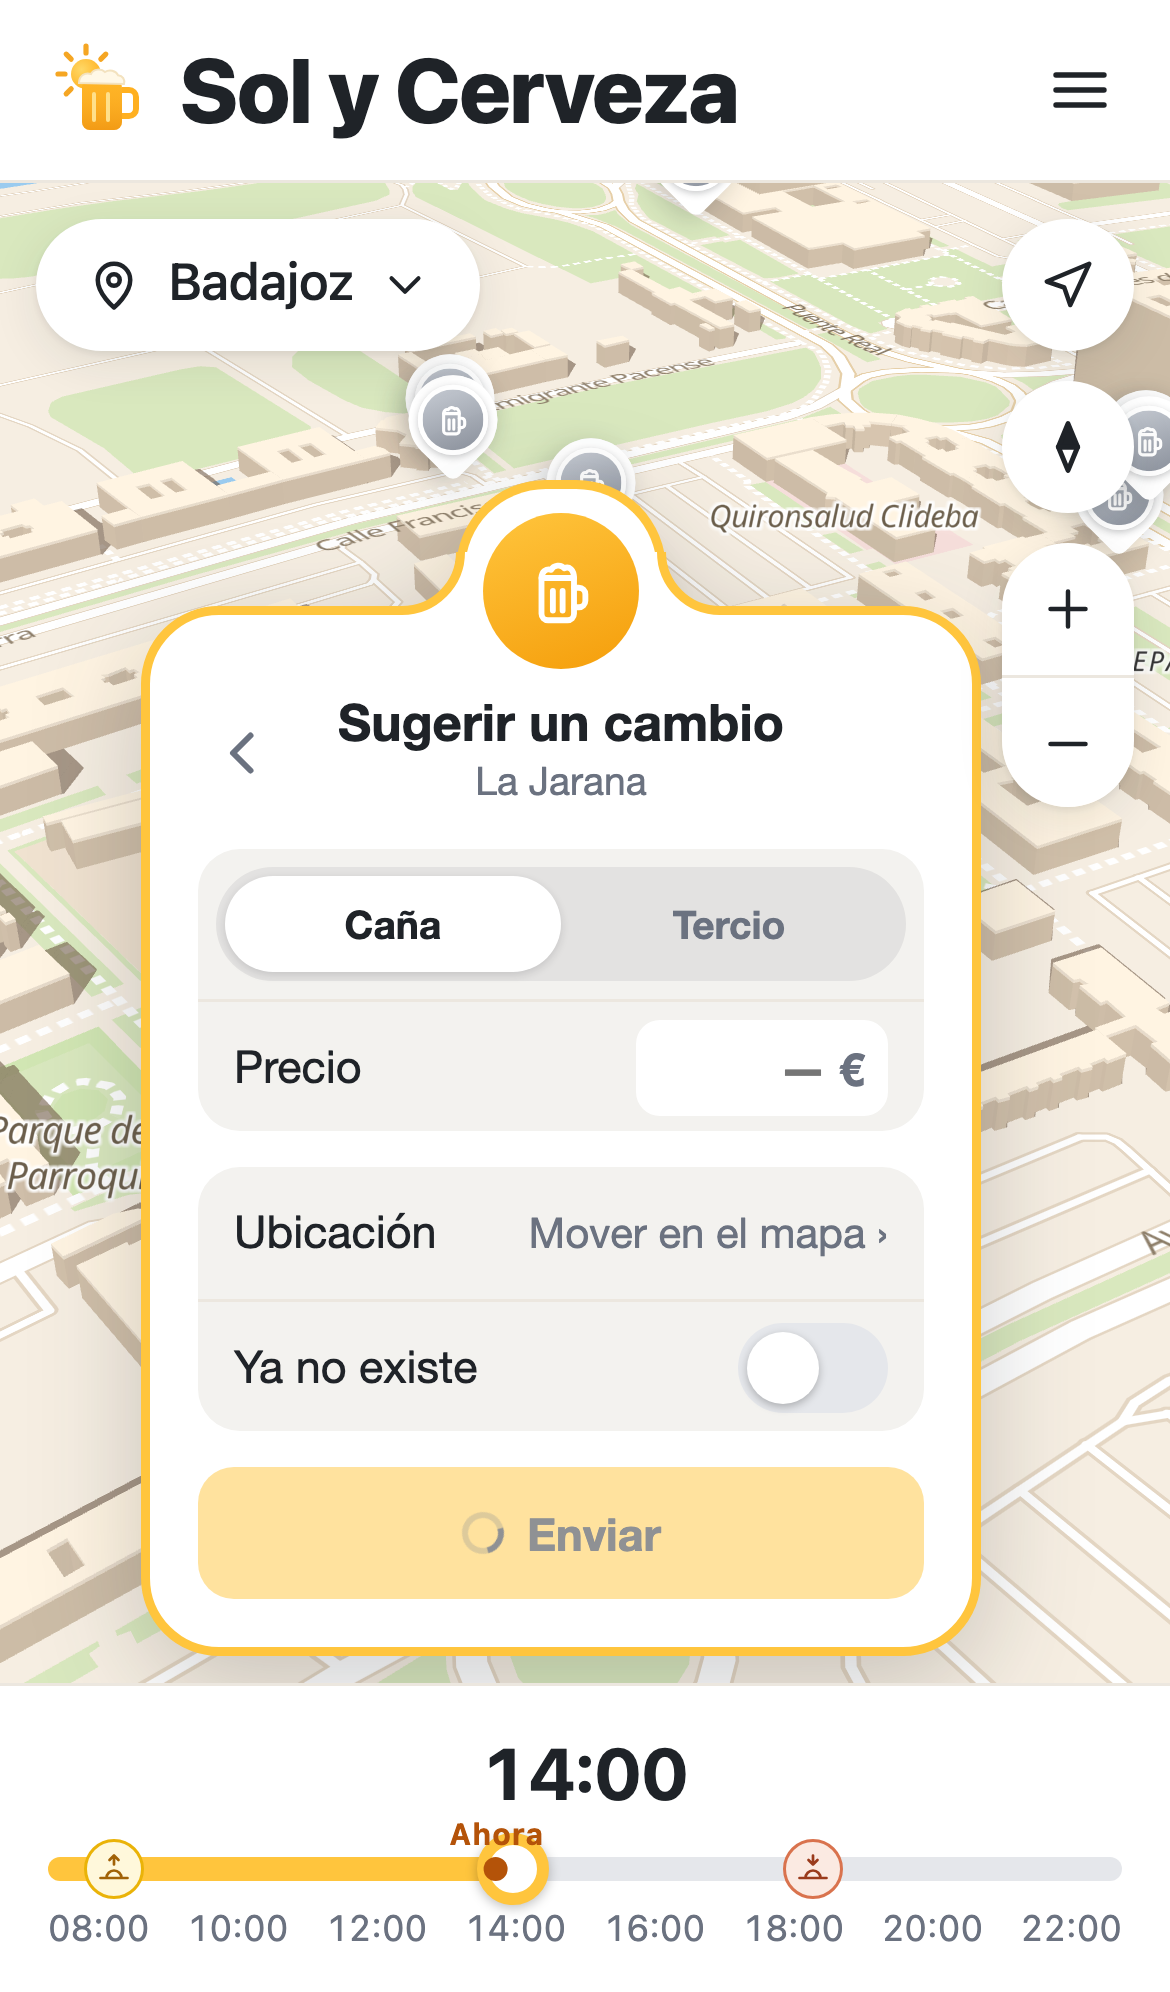 Sol y Cerveza
Badajoz
Puente Real
migrante Pacense
Quironsalud Clideba
Calle Francis
Sugerir un cambio
La Jarana
Caña
Tercio
Precio
— €
Ubicación
Mover en el mapa ›
Parque de
Parroqui
Ya no existe
Enviar
14:00
Ahora
08:00 10:00 12:00 14:00 16:00 18:00 20:00 22:00